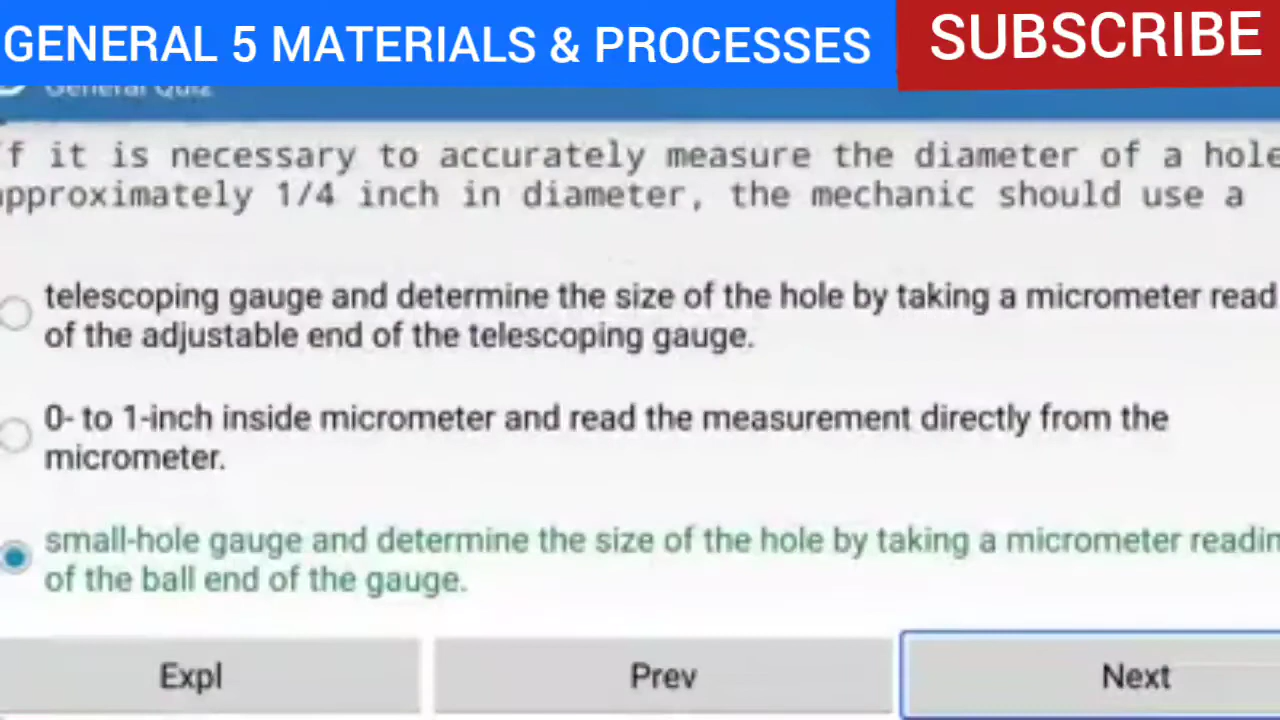 GENERAL 5 MATERIALS & PROCESSES
SUBSCRIBE
General Quiz
f it is necessary to accurately measure the diameter of a hole
approximately 1/4 inch in diameter, the mechanic should use a
telescoping gauge and determine the size of the hole by taking a micrometer read
of the adjustable end of the telescoping gauge.
0- to 1-inch inside micrometer and read the measurement directly from the
micrometer.
small-hole gauge and determine the size of the hole by taking a micrometer readin
of the ball end of the gauge.
Expl
Prev
Next